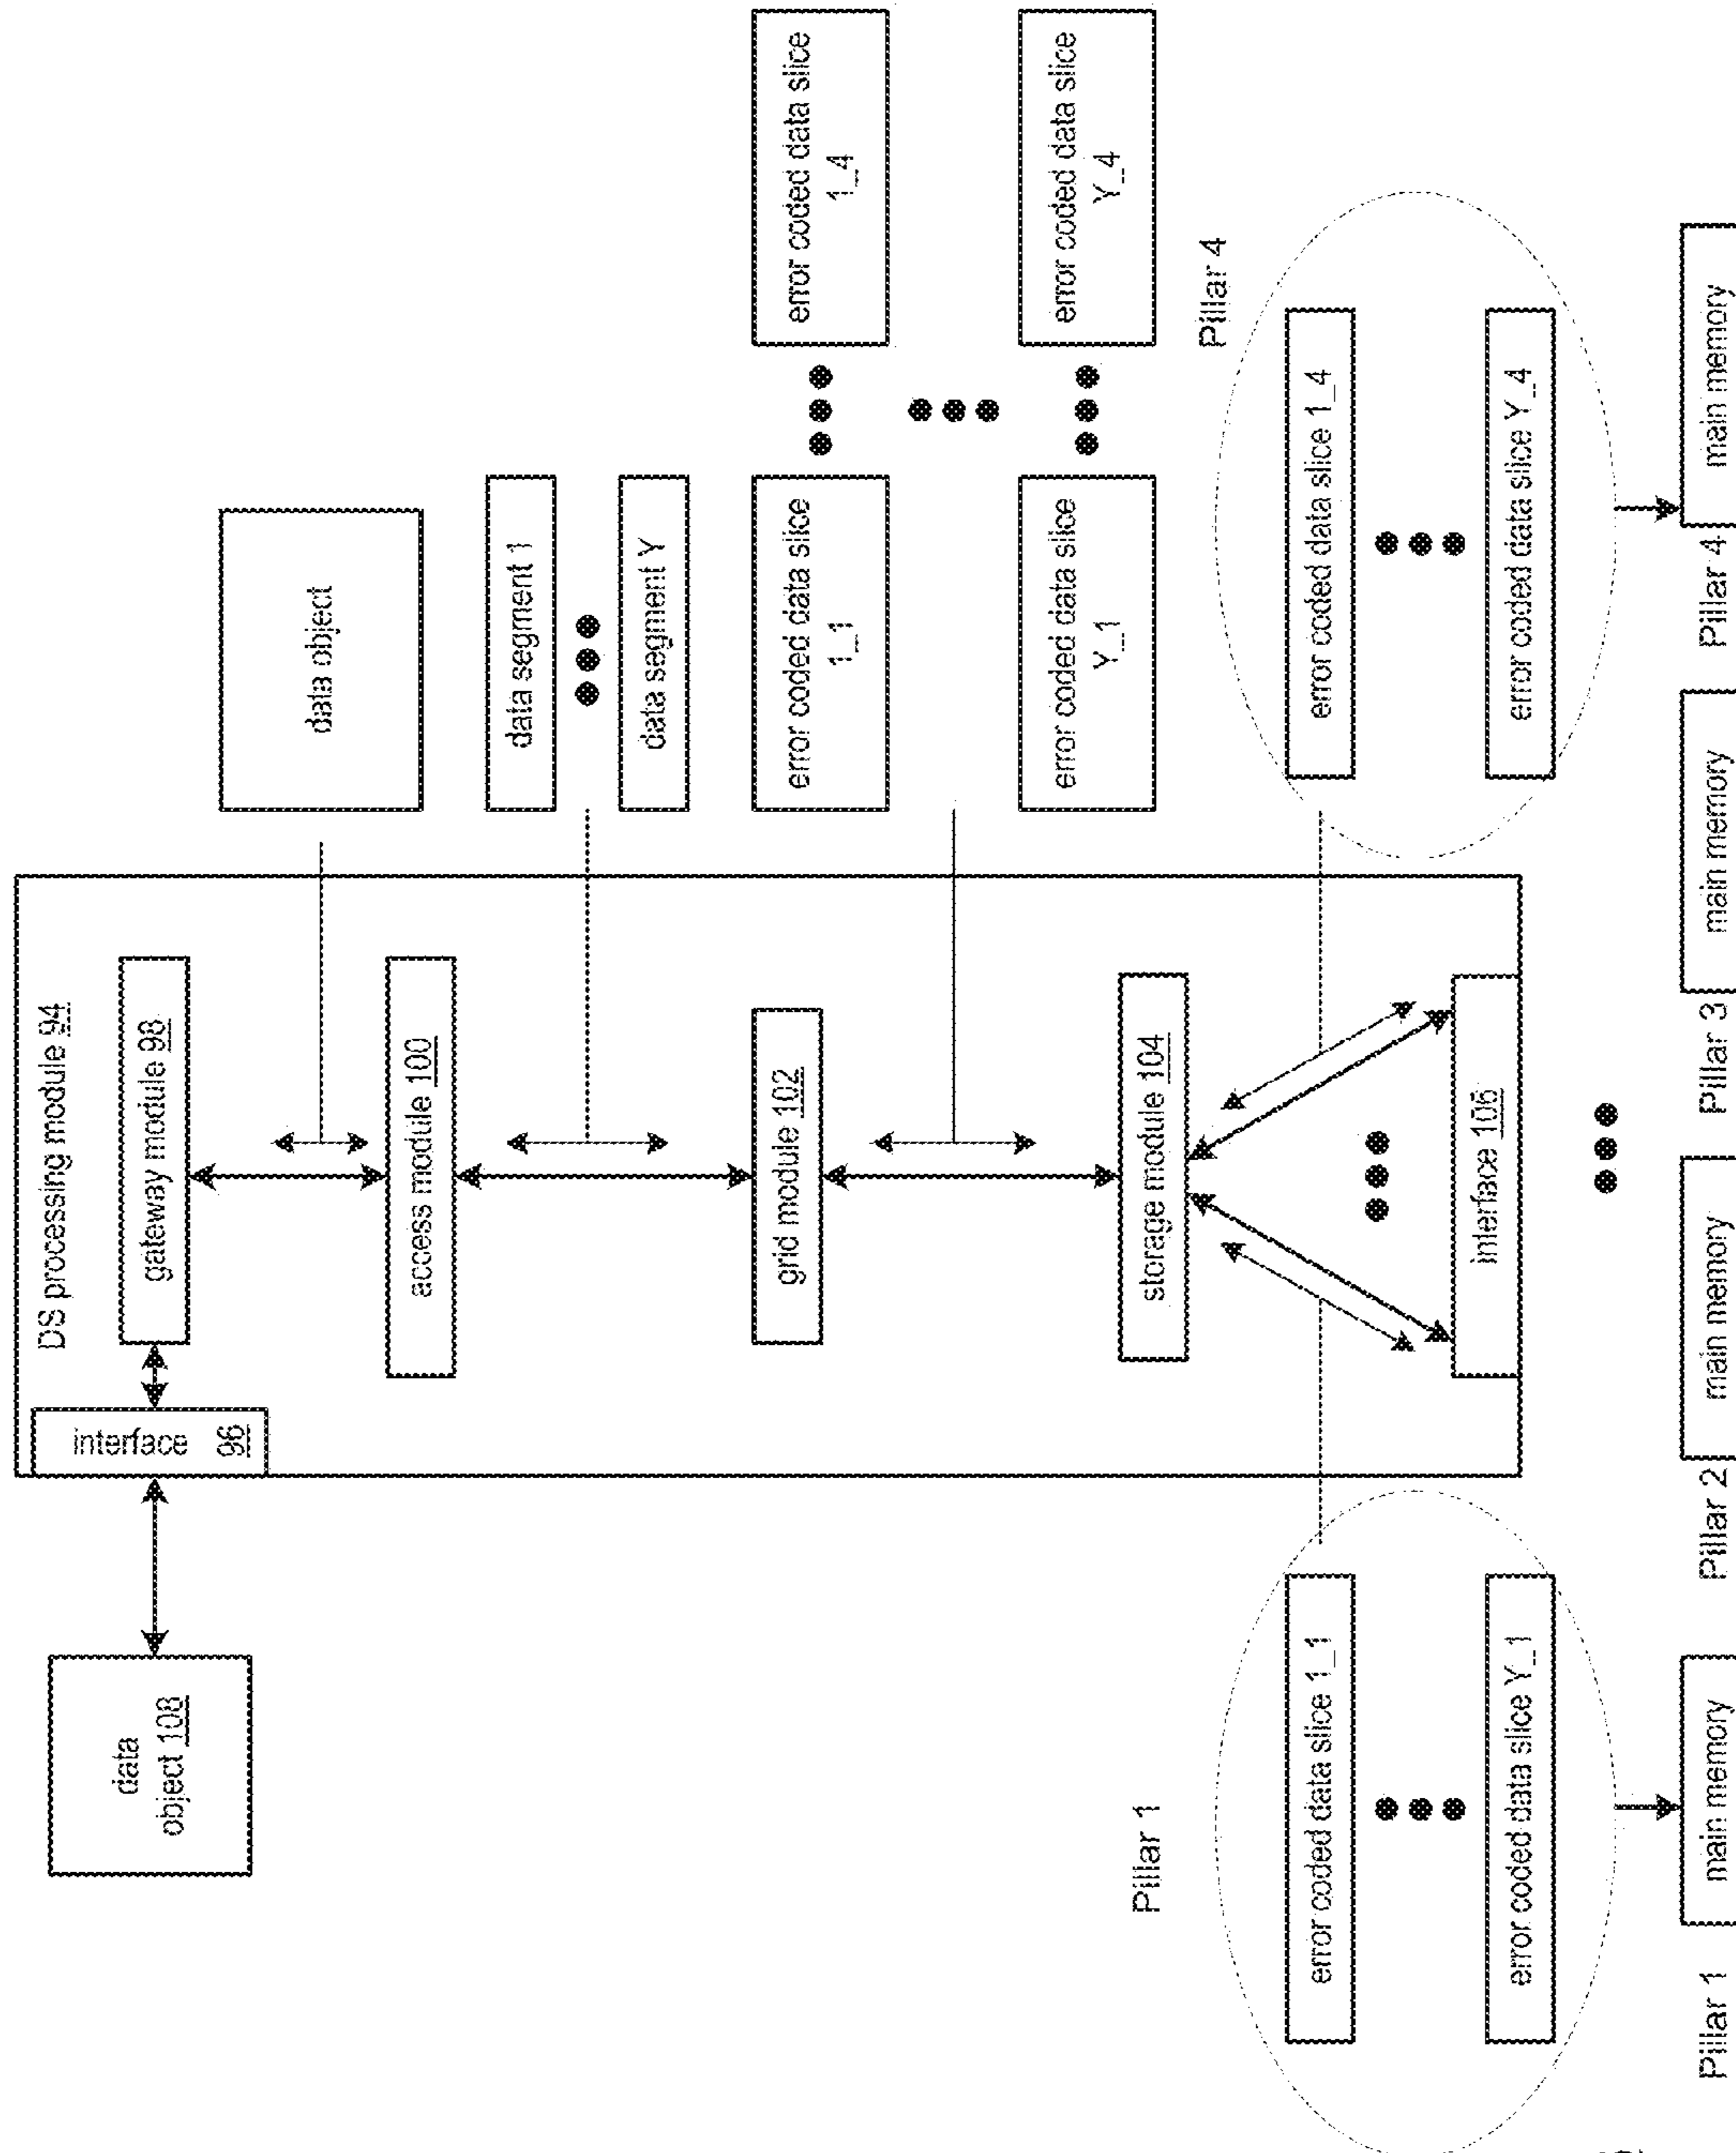 DS processing module 94
interface 96
gateway module 98
data
object 108
data object
access module 100
data segment 1
data segment Y
grid module 102
error coded data slice
1_1
error coded data slice
1_4
error coded data slice
Y_1
error coded data slice
Y_4
storage module 104
Pillar 1
Pillar 4
error coded data slice 1_1
error coded data slice Y_1
error coded data slice 1_4
error coded data slice Y_4
interface 106
Pillar 1
main memory
Pillar 2
main memory
Pillar 3
main memory
Pillar 4
main memory